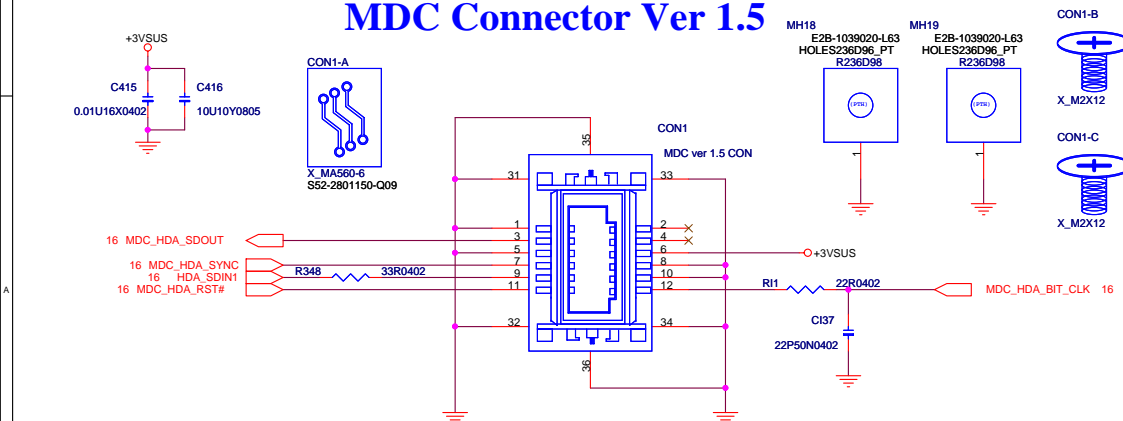 MDC Connector Ver 1.5
+3VSUS
C415
0.01U16X0402
C416
10U10Y0805
CON1-A
X_MA560-6
S52-2801150-Q09
MH18
E2B-1039020-L63
HOLES236D96_PT
R236D98
(PTH)
1
MH19
E2B-1039020-L63
HOLES236D96_PT
R236D98
(PTH)
1
CON1-B
X_M2X12
CON1-C
X_M2X12
CON1
MDC ver 1.5 CON
35
31
33
1
2
3
4
5
6
7
8
9
10
11
12
32
34
36
16 MDC_HDA_SDOUT
16 MDC_HDA_SYNC
16 HDA_SDIN1
16 MDC_HDA_RST#
R348
33R0402
+3VSUS
RI1
22R0402
MDC_HDA_BIT_CLK 16
CI37
22P50N0402
A